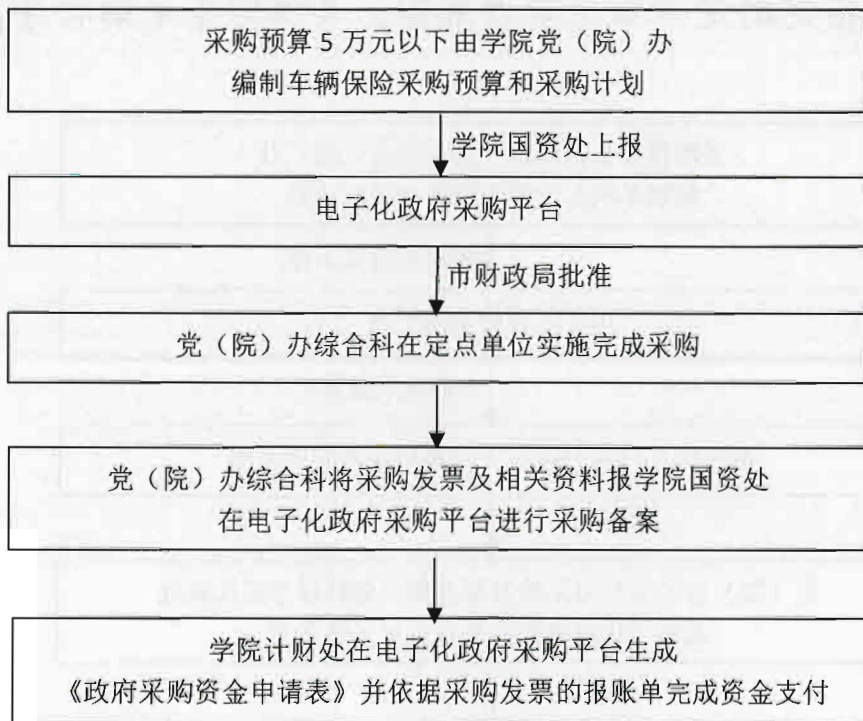 采购预算5万元以下由学院党（院）办
编制车辆保险采购预算和采购计划
学院国资处上报
电子化政府采购平台
市财政局批准
党（院）办综合科在定点单位实施完成采购
党（院）办综合科将采购发票及相关资料报学院国资处
在电子化政府采购平台进行采购备案
学院计财处在电子化政府采购平台生成
《政府采购资金申请表》并依据采购发票的报账单完成资金支付